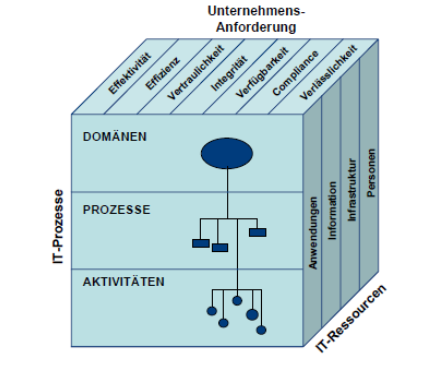 Unternehmens-
Anforderung
Effektivität
Effizienz
Vertraulichkeit
Integrität
Verfügbarkeit
Compliance
Verlässlichkeit
IT-Prozesse
DOMÄNEN
PROZESSE
AKTIVITÄTEN
Anwendungen
Information
Infrastruktur
Personen
IT-Ressourcen